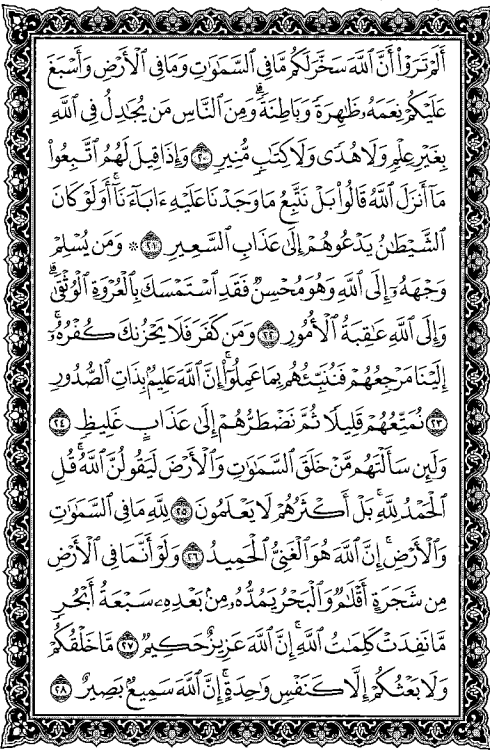 أَلَمْ تَرَوْا۟ أَنَّ ٱللَّهَ سَخَّرَ لَكُم مَّا فِى ٱلسَّمَٰوَٰتِ وَمَا فِى ٱلْأَرْضِ وَأَسْبَغَ
عَلَيْكُمْ نِعَمَهُۥ ظَٰهِرَةً وَبَاطِنَةً ۗ وَمِنَ ٱلنَّاسِ مَن يُجَٰدِلُ فِى ٱللَّهِ
بِغَيْرِ عِلْمٍ وَلَا هُدًى وَلَا كِتَٰبٍ مُّنِيرٍ ٢٠ وَإِذَا قِيلَ لَهُمُ ٱتَّبِعُوا۟
مَآ أَنزَلَ ٱللَّهُ قَالُوا۟ بَلْ نَتَّبِعُ مَا وَجَدْنَا عَلَيْهِ ءَابَآءَنَآ ۚ أَوَلَوْ كَانَ
ٱلشَّيْطَٰنُ يَدْعُوهُمْ إِلَىٰ عَذَابِ ٱلسَّعِيرِ ٢١ ۞ وَمَن يُسْلِمْ
وَجْهَهُۥٓ إِلَى ٱللَّهِ وَهُوَ مُحْسِنٌ فَقَدِ ٱسْتَمْسَكَ بِٱلْعُرْوَةِ ٱلْوُثْقَىٰ ۗ
وَإِلَى ٱللَّهِ عَٰقِبَةُ ٱلْأُمُورِ ٢٢ وَمَن كَفَرَ فَلَا يَحْزُنكَ كُفْرُهُۥٓ ۚ
إِلَيْنَا مَرْجِعُهُمْ فَنُنَبِّئُهُم بِمَا عَمِلُوٓا۟ ۚ إِنَّ ٱللَّهَ عَلِيمٌۢ بِذَاتِ ٱلصُّدُورِ
٢٣ نُمَتِّعُهُمْ قَلِيلًا ثُمَّ نَضْطَرُّهُمْ إِلَىٰ عَذَابٍ غَلِيظٍ ٢٤
وَلَئِن سَأَلْتَهُم مَّنْ خَلَقَ ٱلسَّمَٰوَٰتِ وَٱلْأَرْضَ لَيَقُولُنَّ ٱللَّهُ ۚ قُلِ
ٱلْحَمْدُ لِلَّهِ ۚ بَلْ أَكْثَرُهُمْ لَا يَعْلَمُونَ ٢٥ لِلَّهِ مَا فِى ٱلسَّمَٰوَٰتِ
وَٱلْأَرْضِ ۚ إِنَّ ٱللَّهَ هُوَ ٱلْغَنِىُّ ٱلْحَمِيدُ ٢٦ وَلَوْ أَنَّمَا فِى ٱلْأَرْضِ
مِن شَجَرَةٍ أَقْلَٰمٌ وَٱلْبَحْرُ يَمُدُّهُۥ مِنۢ بَعْدِهِۦ سَبْعَةُ أَبْحُرٍ
مَّا نَفِدَتْ كَلِمَٰتُ ٱللَّهِ ۗ إِنَّ ٱللَّهَ عَزِيزٌ حَكِيمٌ ٢٧ مَّا خَلْقُكُمْ
وَلَا بَعْثُكُمْ إِلَّا كَنَفْسٍ وَٰحِدَةٍ ۗ إِنَّ ٱللَّهَ سَمِيعٌۢ بَصِيرٌ ٢٨